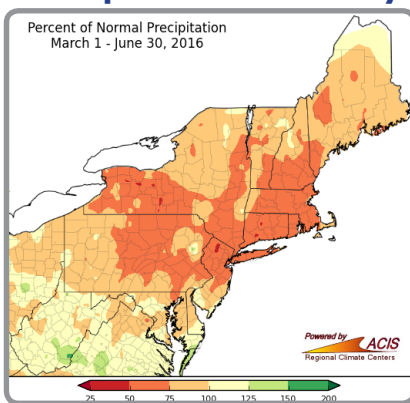 Percent of Normal Precipitation
March 1 - June 30, 2016
Powered by
ACIS
Regional Climate Centers
25 50 75 100 125 150 200